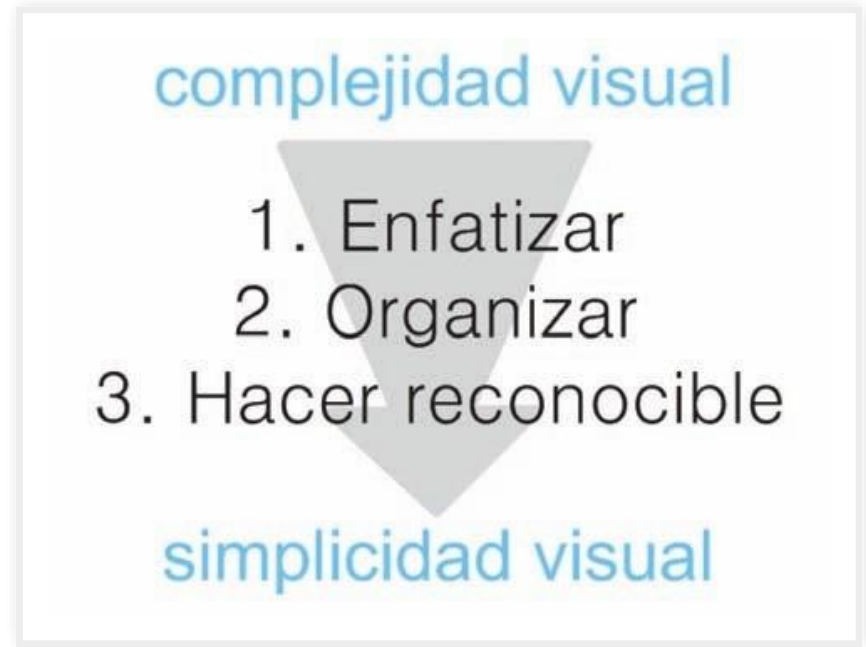 complejidad visual
1. Enfatizar
2. Organizar
3. Hacer reconocible
simplicidad visual